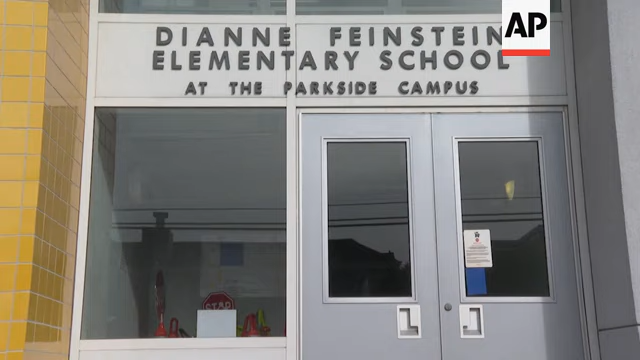 AP
DIANNE FEINSTEIN
ELEMENTARY SCHOOL
AT THE PARKSIDE CAMPUS
STOP